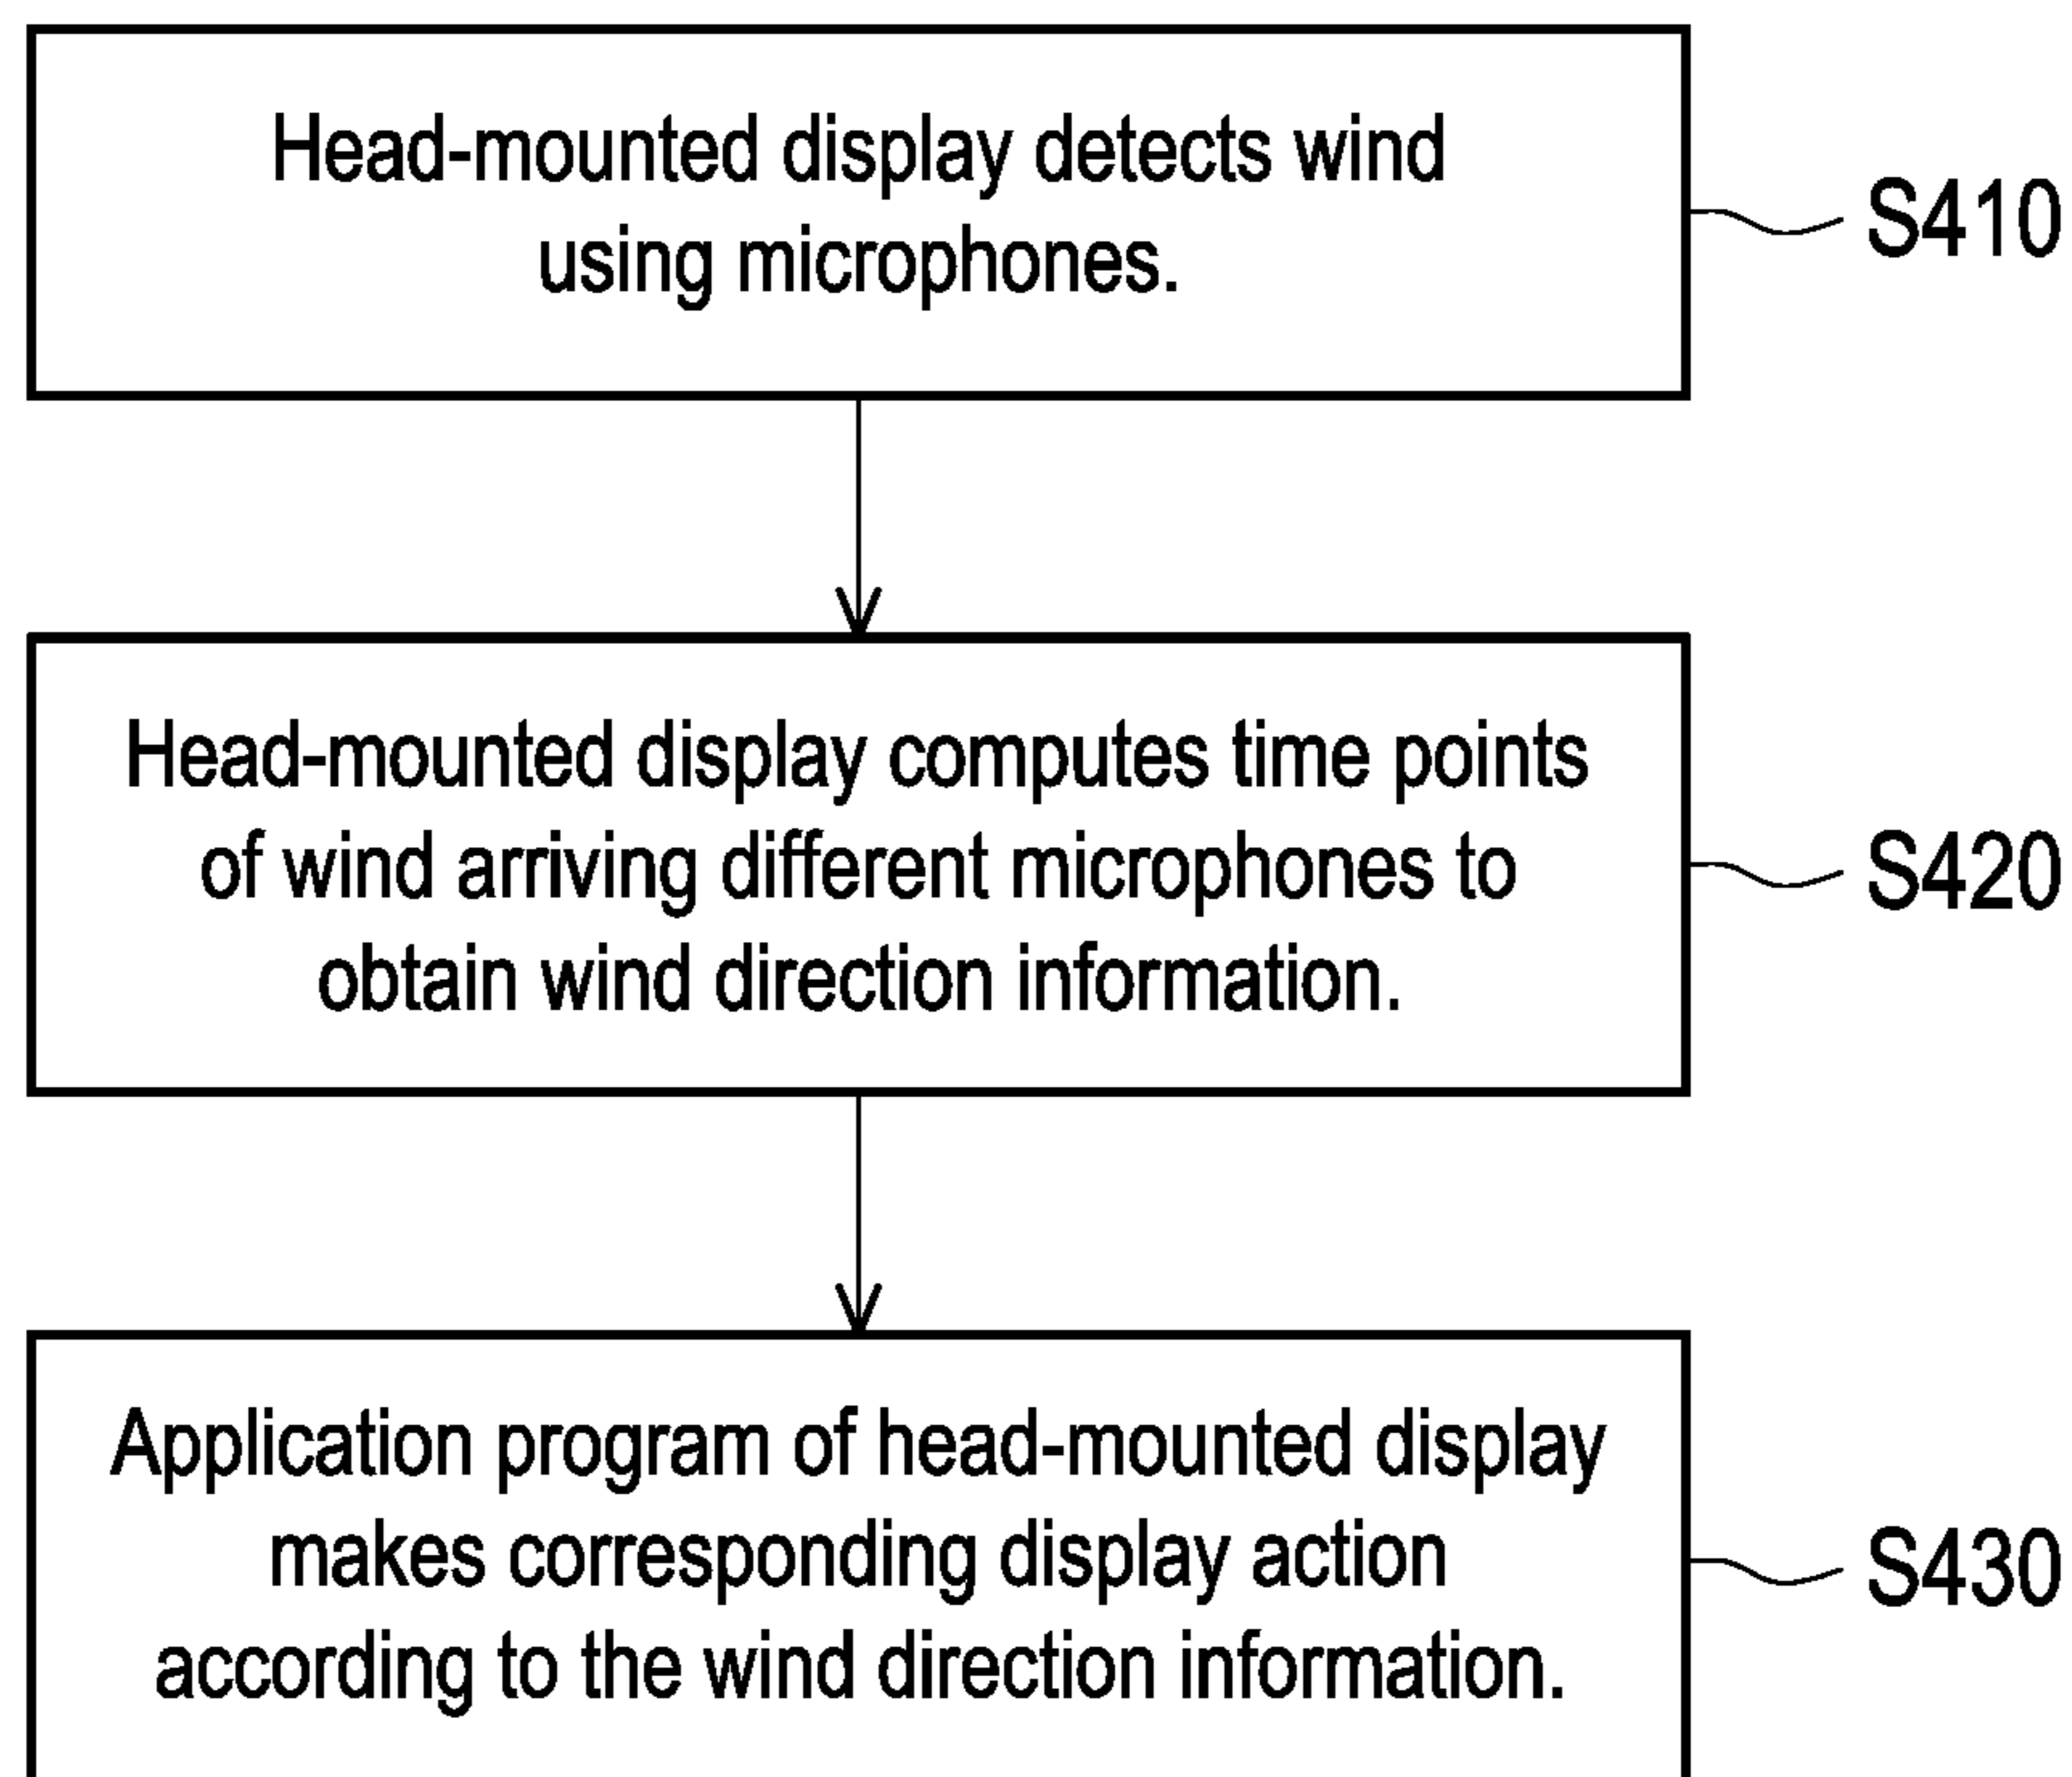 Head-mounted display detects wind
using microphones.
S410
Head-mounted display computes time points
of wind arriving different microphones to
obtain wind direction information.
S420
Application program of head-mounted display
makes corresponding display action
according to the wind direction information.
S430